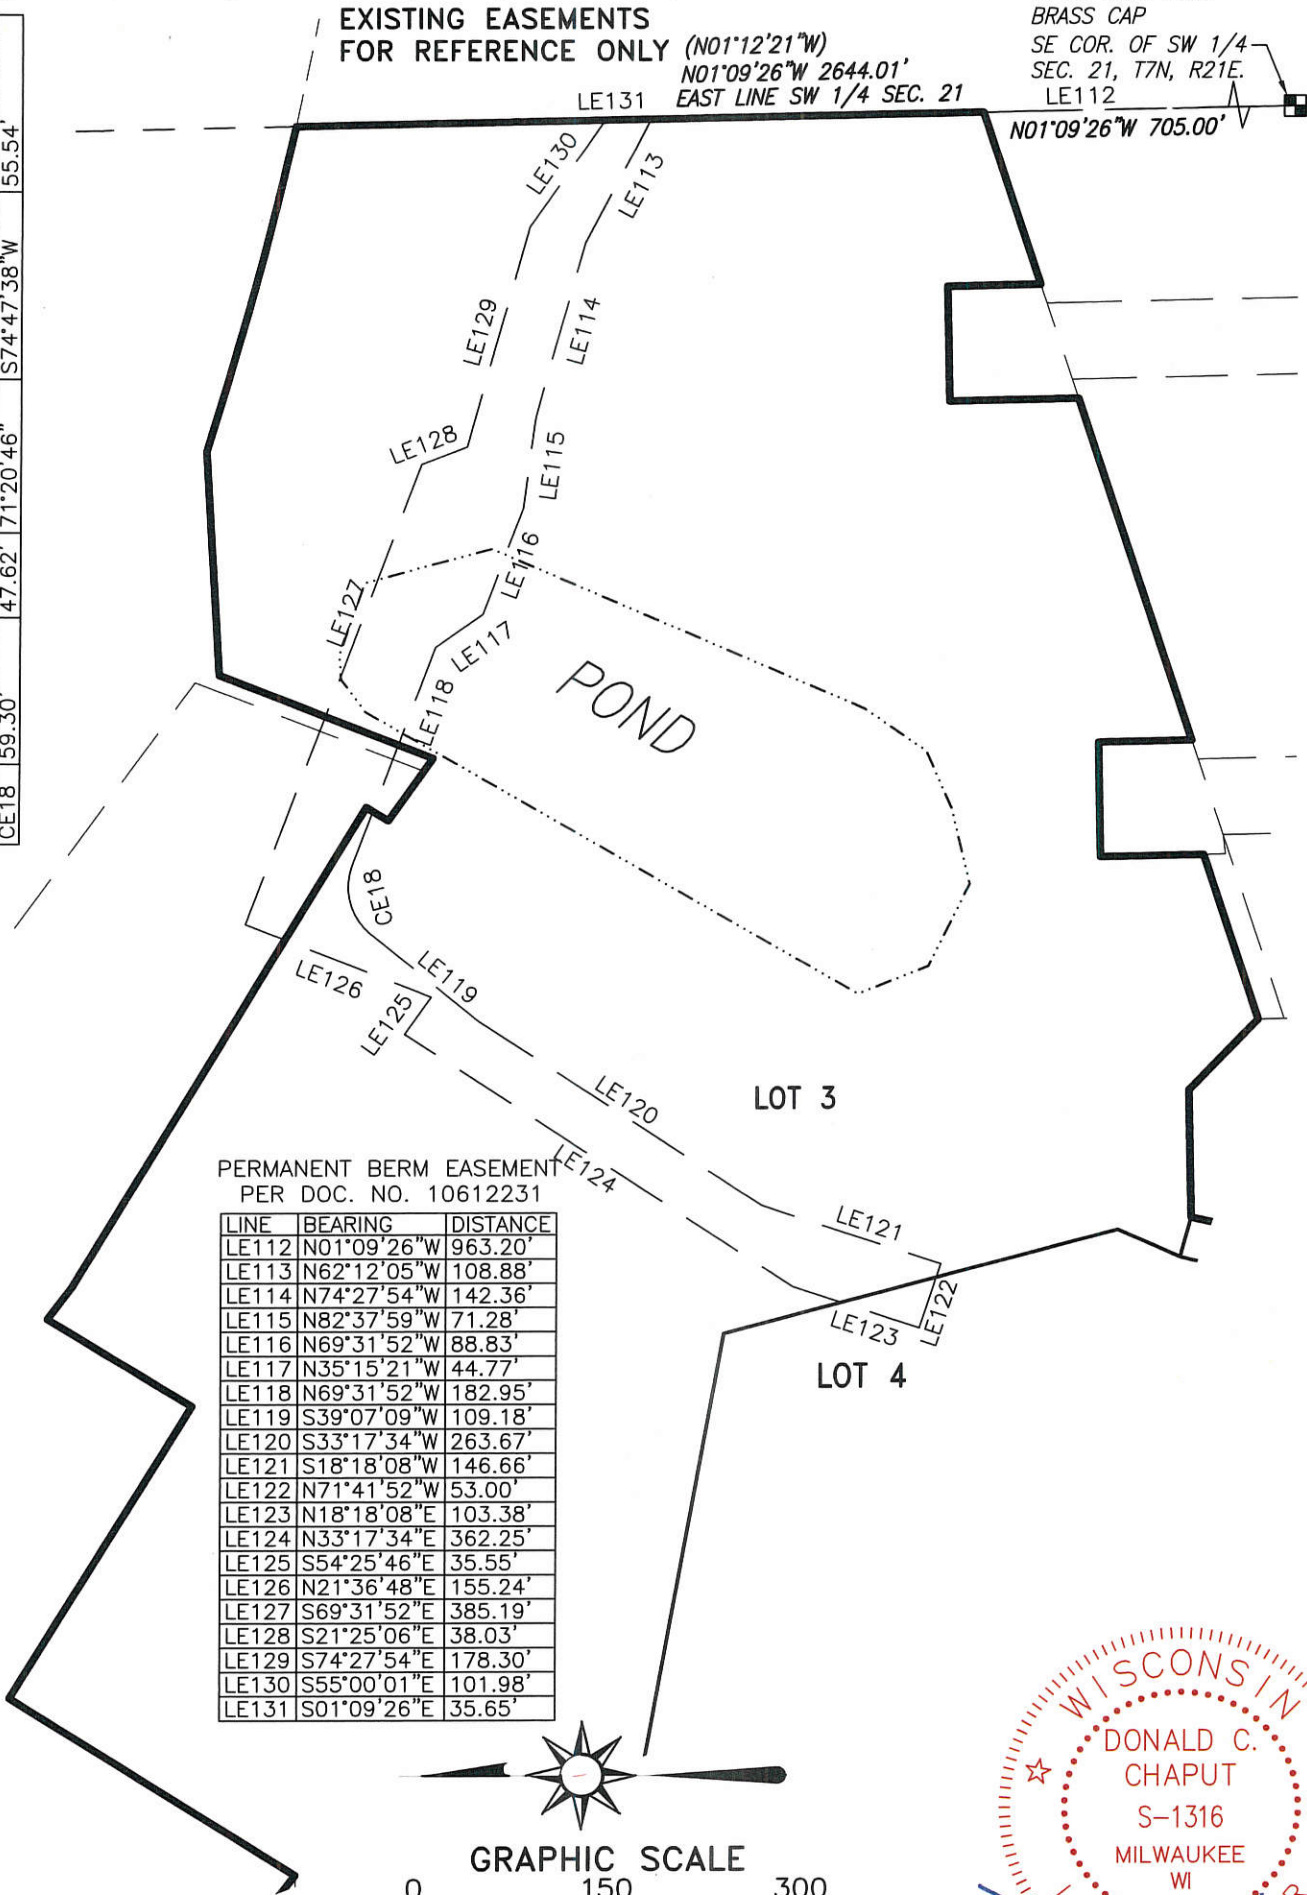 EXISTING EASEMENTS
FOR REFERENCE ONLY
(N01°12'21"W)
N01°09'26"W 2644.01'
EAST LINE SW 1/4 SEC. 21
BRASS CAP
SE COR. OF SW 1/4
SEC. 21, T7N, R21E.
LE112
N01°09'26"W 705.00'
LE131
LE130
LE113
LE129
LE114
LE128
LE115
LE116
LE127
LE117
LE118
POND
CE18 59.30' 47.62' 71°20'46" S74°47'38"W 55.54'
CE18
LE119
LE126
LE125
LE120
LOT 3
LE124
LE121
LE122
LE123
LOT 4
PERMANENT BERM EASEMENT
PER DOC. NO. 10612231
LINE BEARING DISTANCE
LE112 N01°09'26"W 963.20'
LE113 N62°12'05"W 108.88'
LE114 N74°27'54"W 142.36'
LE115 N82°37'59"W 71.28'
LE116 N69°31'52"W 88.83'
LE117 N35°15'21"W 44.77'
LE118 N69°31'52"W 182.95'
LE119 S39°07'09"W 109.18'
LE120 S33°17'34"W 263.67'
LE121 S18°18'08"W 146.66'
LE122 N71°41'52"W 53.00'
LE123 N18°18'08"E 103.38'
LE124 N33°17'34"E 362.25'
LE125 S54°25'46"E 35.55'
LE126 N21°36'48"E 155.24'
LE127 S69°31'52"E 385.19'
LE128 S21°25'06"E 38.03'
LE129 S74°27'54"E 178.30'
LE130 S55°00'01"E 101.98'
LE131 S01°09'26"E 35.65'
GRAPHIC SCALE
0 150 300
WISCONSIN
DONALD C.
CHAPUT
S-1316
MILWAUKEE
WI